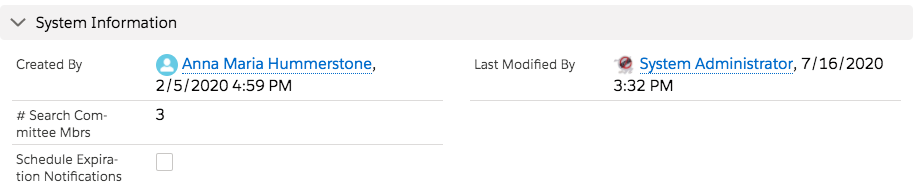 System Information
Created By
Anna Maria Hummerstone,
2/5/2020 4:59 PM
Last Modified By
System Administrator, 7/16/2020
3:32 PM
# Search Com-
mittee Mbrs
3
Schedule Expira-
tion Notifications